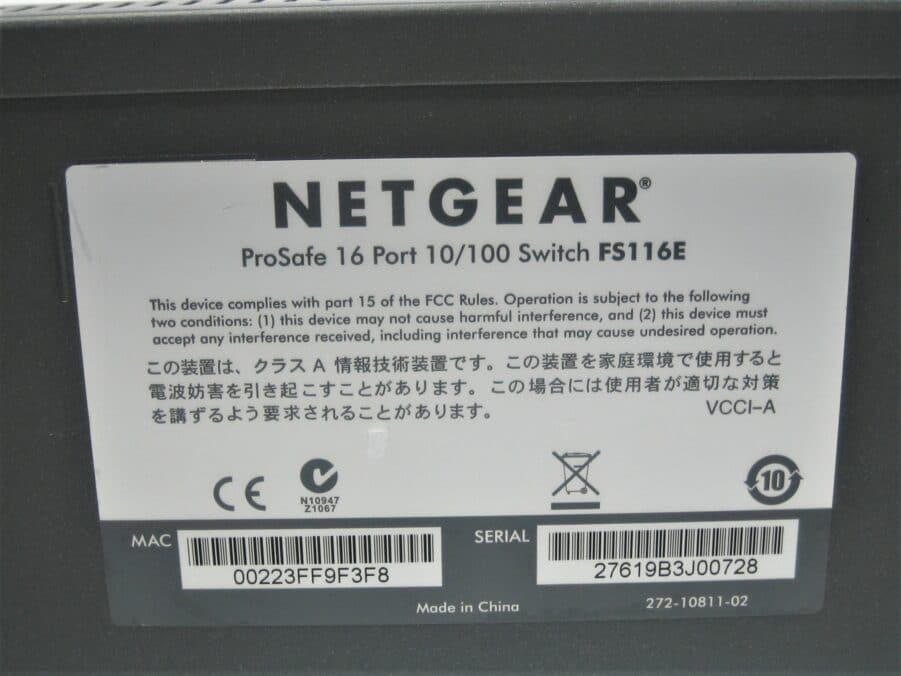 NETGEAR®
ProSafe 16 Port 10/100 Switch FS116E
This device complies with part 15 of the FCC Rules. Operation is subject to the following
two conditions: (1) this device may not cause harmful interference, and (2) this device must
accept any interference received, including interference that may cause undesired operation.
この装置は、クラス A 情報技術装置です。この装置を家庭環境で使用すると
電波妨害を引き起こすことがあります。この場合には使用者が適切な対策
を講ずるよう要求されることがあります。 VCCI-A
CE
N10947
Z1067
10
MAC
00223FF9F3F8
SERIAL
27619B3J00728
Made in China
272-10811-02